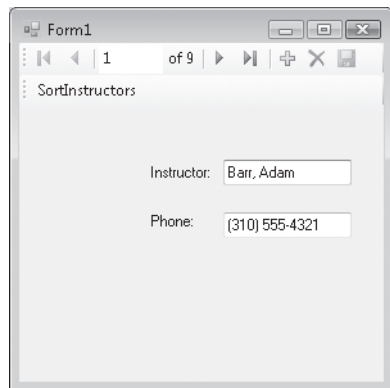 Form1
1 of 9
SortInstructors
Instructor: Barr, Adam
Phone: (310) 555-4321